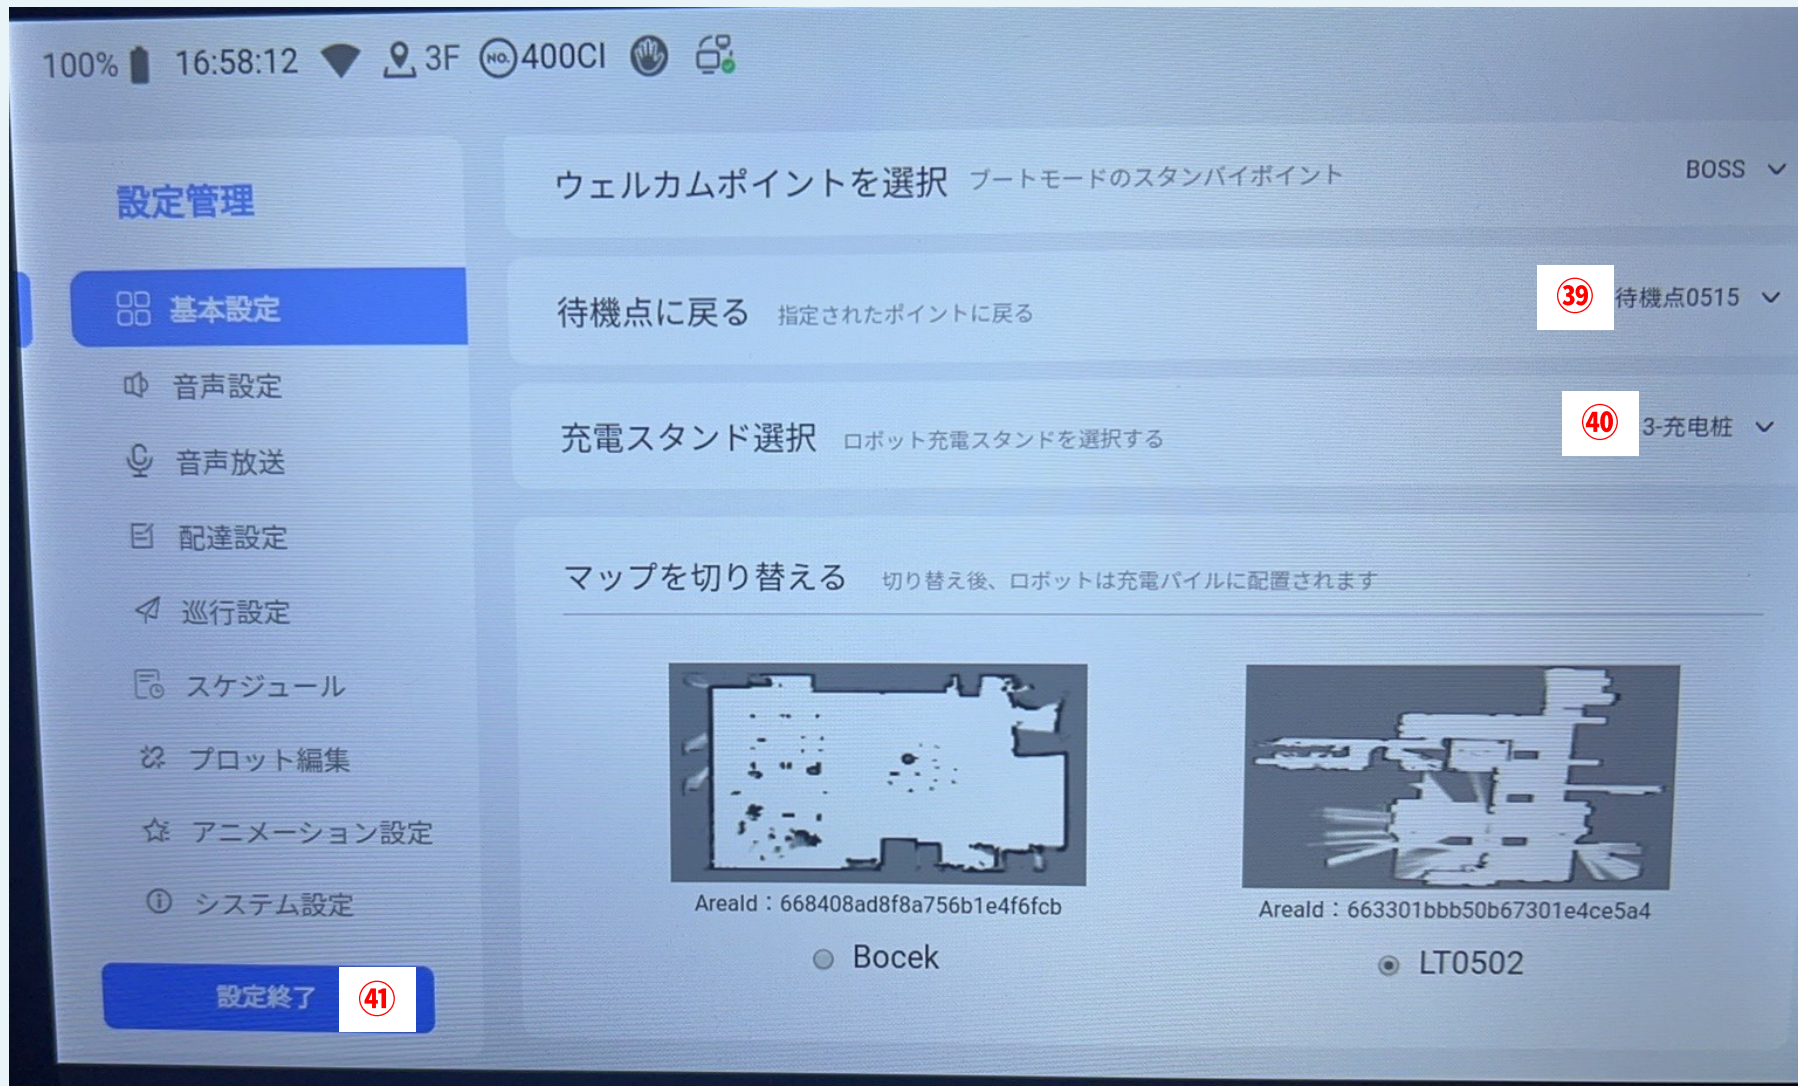 100% 16:58:12 3F NO. 400CI
設定管理
基本設定
音声設定
音声放送
配達設定
巡行設定
スケジュール
プロット編集
アニメーション設定
システム設定
設定終了 ㊶
ウェルカムポイントを選択 ブートモードのスタンバイポイント BOSS
待機点に戻る 指定されたポイントに戻る ㊴ 待機点0515
充電スタンド選択 ロボット充電スタンドを選択する ㊵ 3-充电桩
マップを切り替える 切り替え後、ロボットは充電パイルに配置されます
AreaId：668408ad8f8a756b1e4f6fcb
Bocek
AreaId：663301bbb50b67301e4ce5a4
LT0502